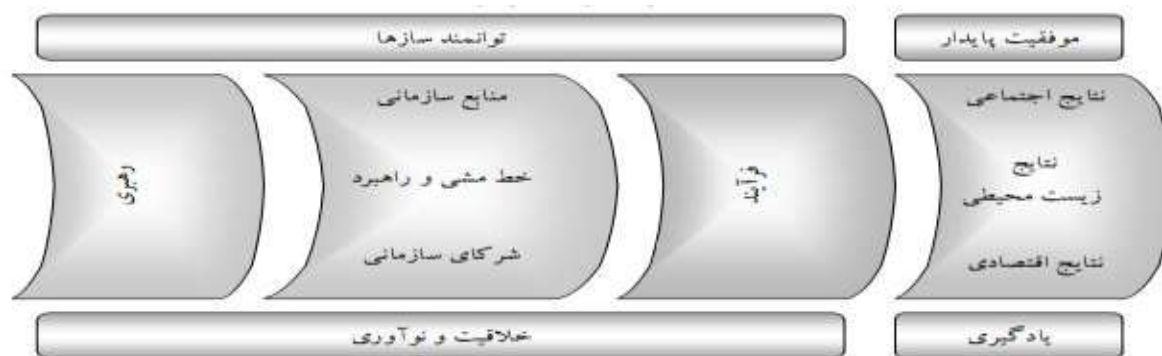 توانمند سازها
موفقیت پایدار
رهبری
منابع سازمانی
خط مشی و راهبرد
شرکای سازمانی
فرآیند
نتایج اجتماعی
نتایج
زیست محیطی
نتایج اقتصادی
خلاقیت و نوآوری
یادگیری